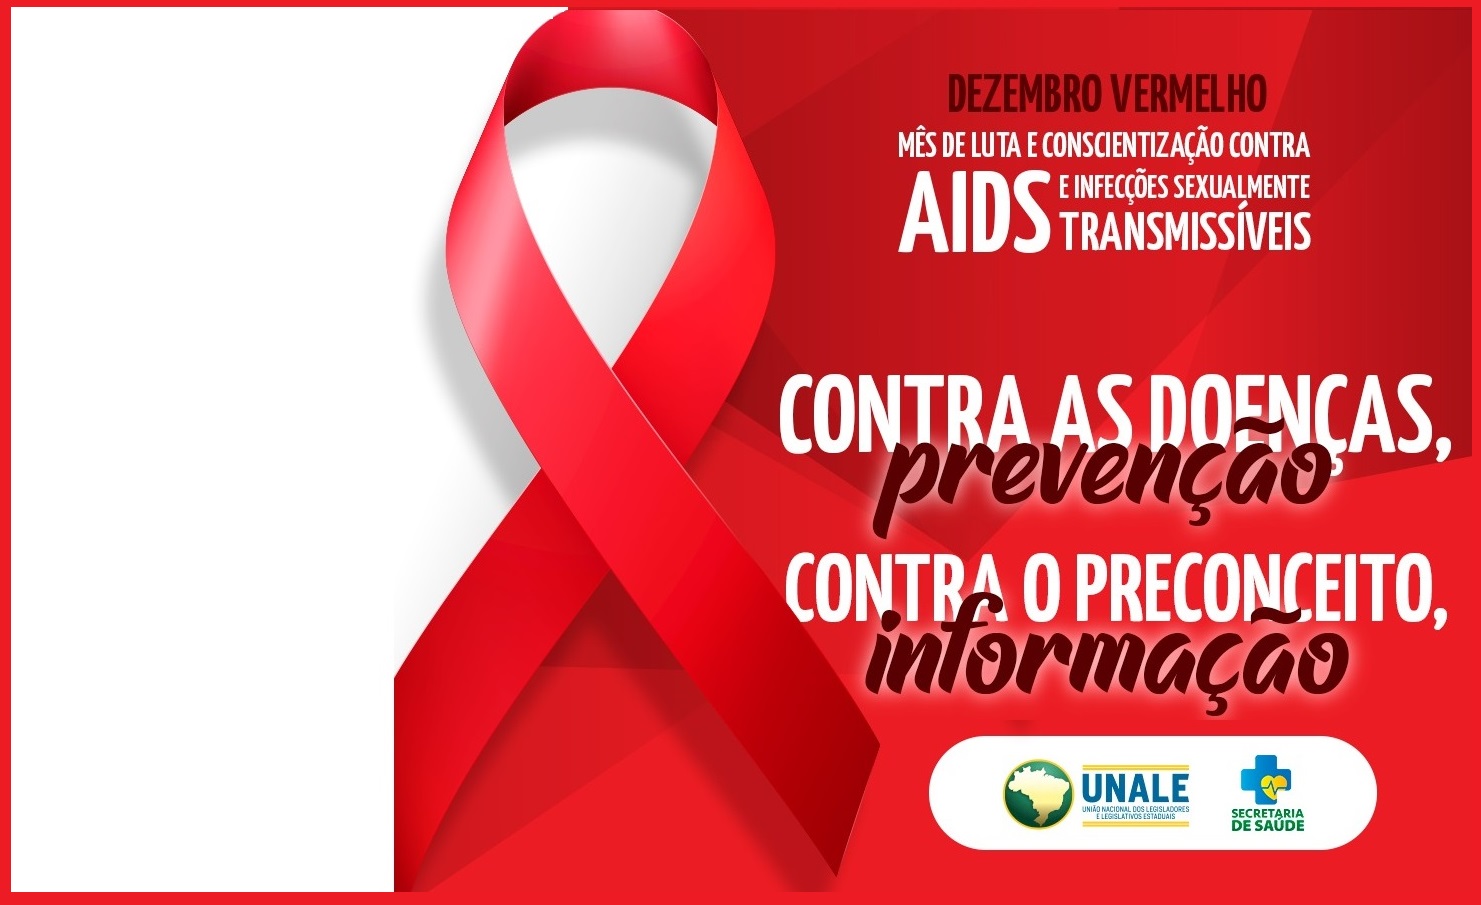 DEZEMBRO VERMELHO
MÊS DE LUTA E CONSCIENTIZAÇÃO CONTRA
AIDS E INFECÇÕES SEXUALMENTE
TRANSMISSÍVEIS
CONTRA AS DOENÇAS,
prevenção
CONTRA O PRECONCEITO,
informação
UNALE
UNIÃO NACIONAL DOS LEGISLADORES
E LEGISLATIVOS ESTADUAIS
SECRETARIA
DE SAÚDE